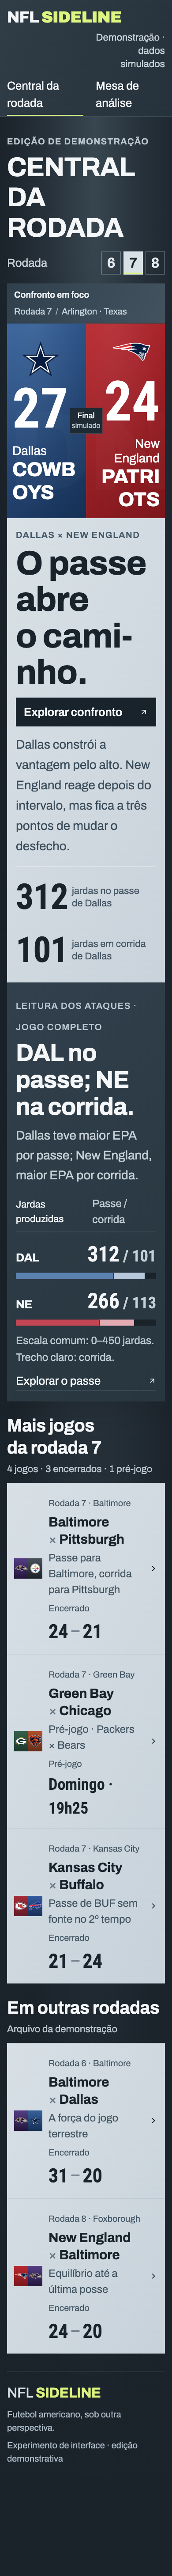 NFL SIDELINE
Demonstração ·
dados
simulados
Central da
rodada
Mesa de
análise
EDIÇÃO DE DEMONSTRAÇÃO
CENTRAL
DA
RODADA
Rodada
6 7 8
Confronto em foco
Rodada 7 / Arlington · Texas
27
24
Final
simulado
Dallas
COWB
OYS
New
England
PATRI
OTS
DALLAS × NEW ENGLAND
O passe
abre
o cami-
nho.
Explorar confronto ↗
Dallas constrói a
vantagem pelo alto. New
England reage depois do
intervalo, mas fica a três
pontos de mudar o
desfecho.
312 jardas no passe
de Dallas
101 jardas em corrida
de Dallas
LEITURA DOS ATAQUES ·
JOGO COMPLETO
DAL no
passe; NE
na corrida.
Dallas teve maior EPA
por passe; New England,
maior EPA por corrida.
Jardas
produzidas
Passe /
corrida
DAL 312 / 101
NE 266 / 113
Escala comum: 0–450 jardas.
Trecho claro: corrida.
Explorar o passe ↗
Mais jogos
da rodada 7
4 jogos · 3 encerrados · 1 pré-jogo
Rodada 7 · Baltimore
Baltimore
× Pittsburgh
Passe para
Baltimore, corrida
para Pittsburgh
Encerrado
24 – 21
Rodada 7 · Green Bay
Green Bay
× Chicago
Pré-jogo · Packers
× Bears
Pré-jogo
Domingo ·
19h25
Rodada 7 · Kansas City
Kansas City
× Buffalo
Passe de BUF sem
fonte no 2º tempo
Encerrado
21 – 24
Em outras rodadas
Arquivo da demonstração
Rodada 6 · Baltimore
Baltimore
× Dallas
A força do jogo
terrestre
Encerrado
31 – 20
Rodada 8 · Foxborough
New England
× Baltimore
Equilíbrio até a
última posse
Encerrado
24 – 20
NFL SIDELINE
Futebol americano, sob outra
perspectiva.
Experimento de interface · edição
demonstrativa